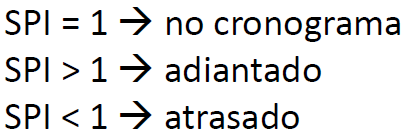 SPI = 1 → no cronograma
SPI > 1 → adiantado
SPI < 1 → atrasado